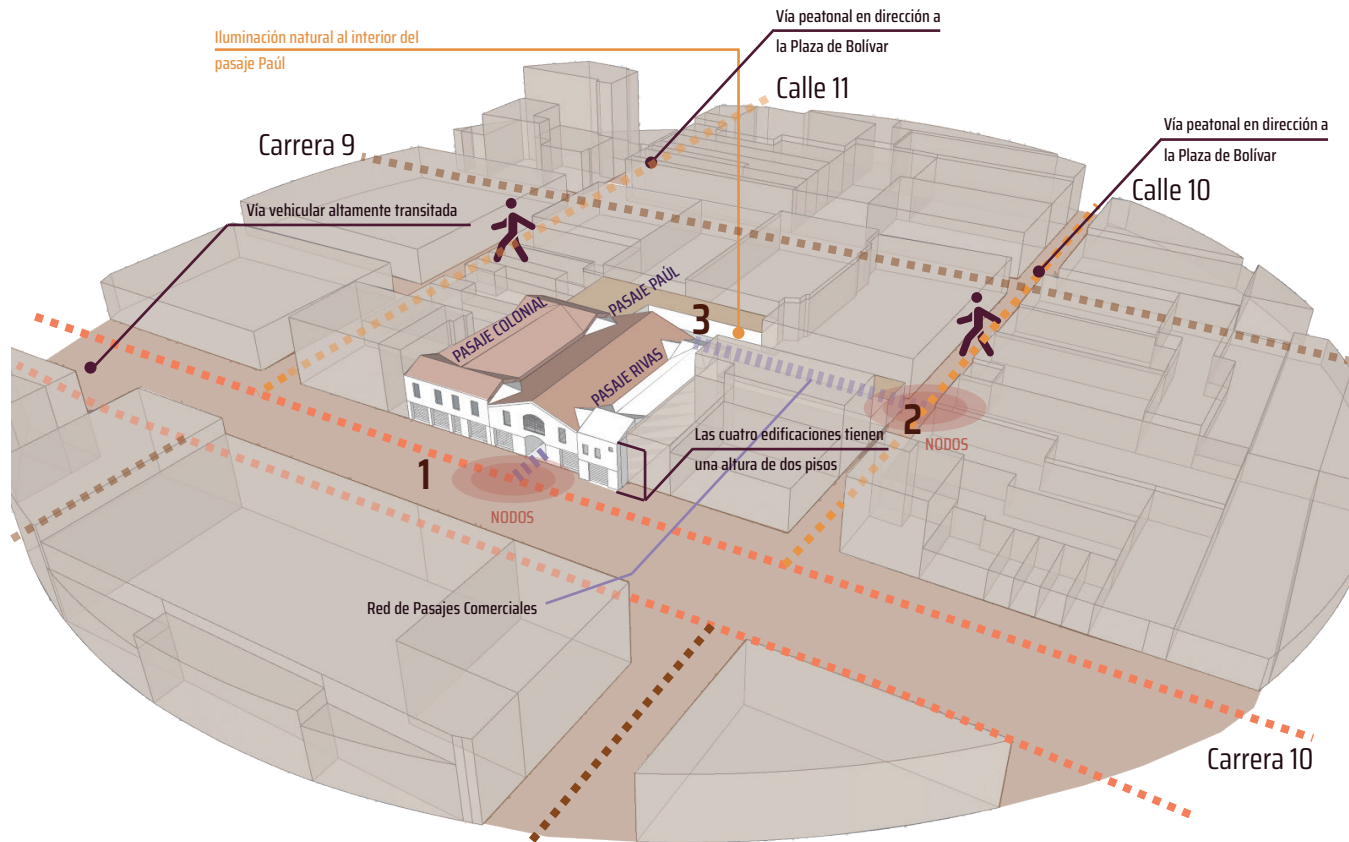 Vía peatonal en dirección a
la Plaza de Bolívar
Iluminación natural al interior del
pasaje Paúl
Calle 11
Vía peatonal en dirección a
la Plaza de Bolívar
Carrera 9
Calle 10
Vía vehicular altamente transitada
PASAJE COLONIAL
PASAJE PAÚL
PASAJE RIVAS
3
2
NODOS
Las cuatro edificaciones tienen
una altura de dos pisos
1
NODOS
Red de Pasajes Comerciales
Carrera 10